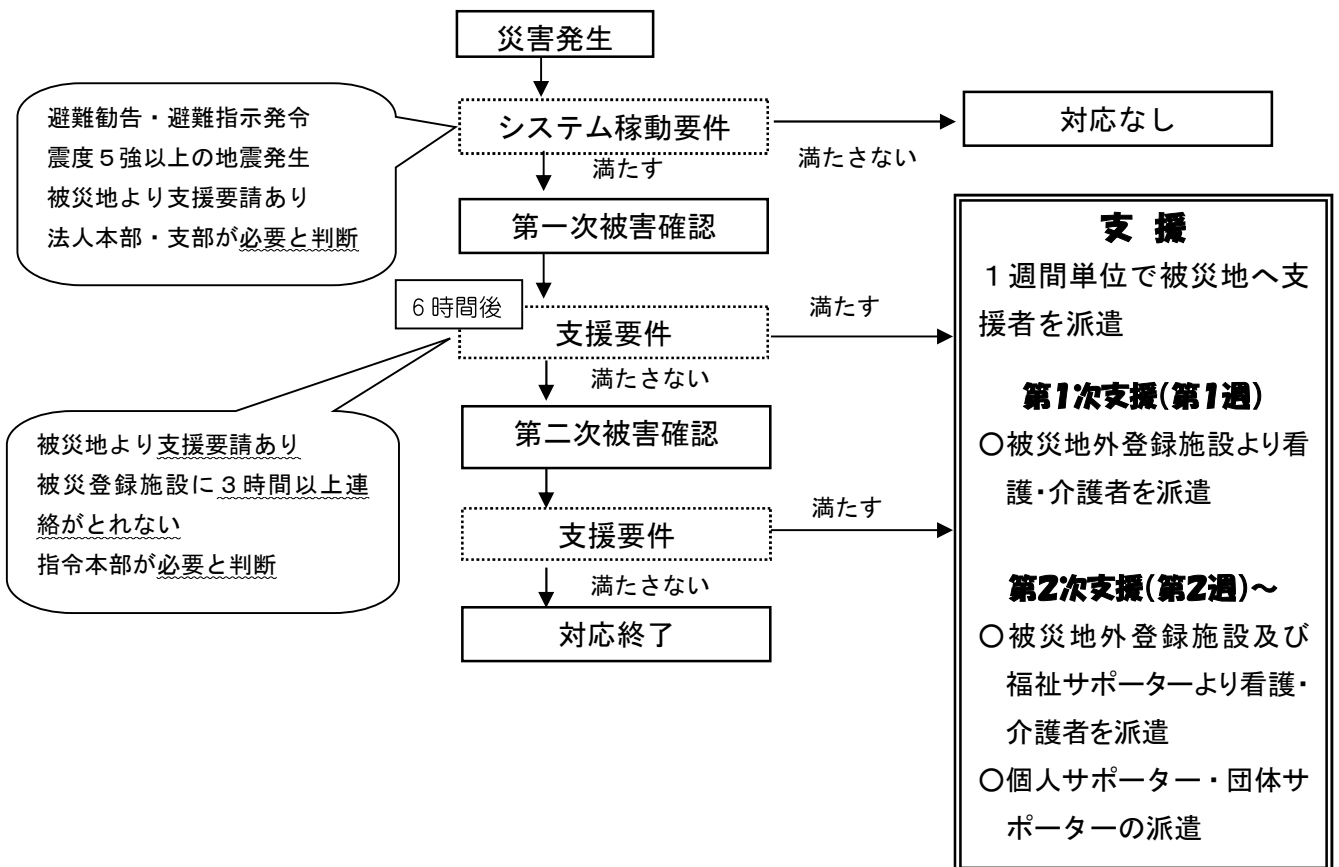 災害発生
避難勧告・避難指示発令
震度5強以上の地震発生
被災地より支援要請あり
法人本部・支部が必要と判断
システム稼動要件
対応なし
満たす
満たさない
第一次被害確認
6時間後
支援要件
満たす
満たさない
被災地より支援要請あり
被災登録施設に3時間以上連
絡がとれない
指令本部が必要と判断
第二次被害確認
支援要件
満たす
満たさない
対応終了
支 援
1週間単位で被災地へ支
援者を派遣
第1次支援(第1週)
○被災地外登録施設より看
護・介護者を派遣
第2次支援(第2週)~
○被災地外登録施設及び
福祉サポーターより看護・
介護者を派遣
○個人サポーター・団体サ
ポーターの派遣